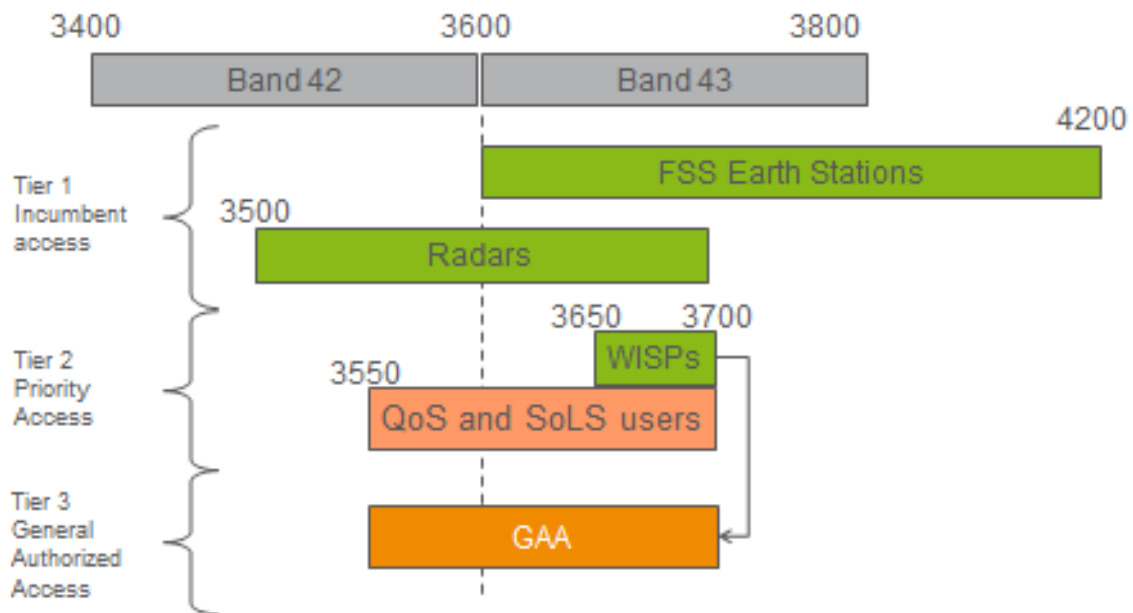 3400 3600 3800
Band 42 Band 43
4200
FSS Earth Stations
Tier 1
Incumbent
access
3500
Radars
3650 3700
WISPs
Tier 2
Priority
Access
3550
QoS and SoLS users
Tier 3
General
Authorized
Access
GAA